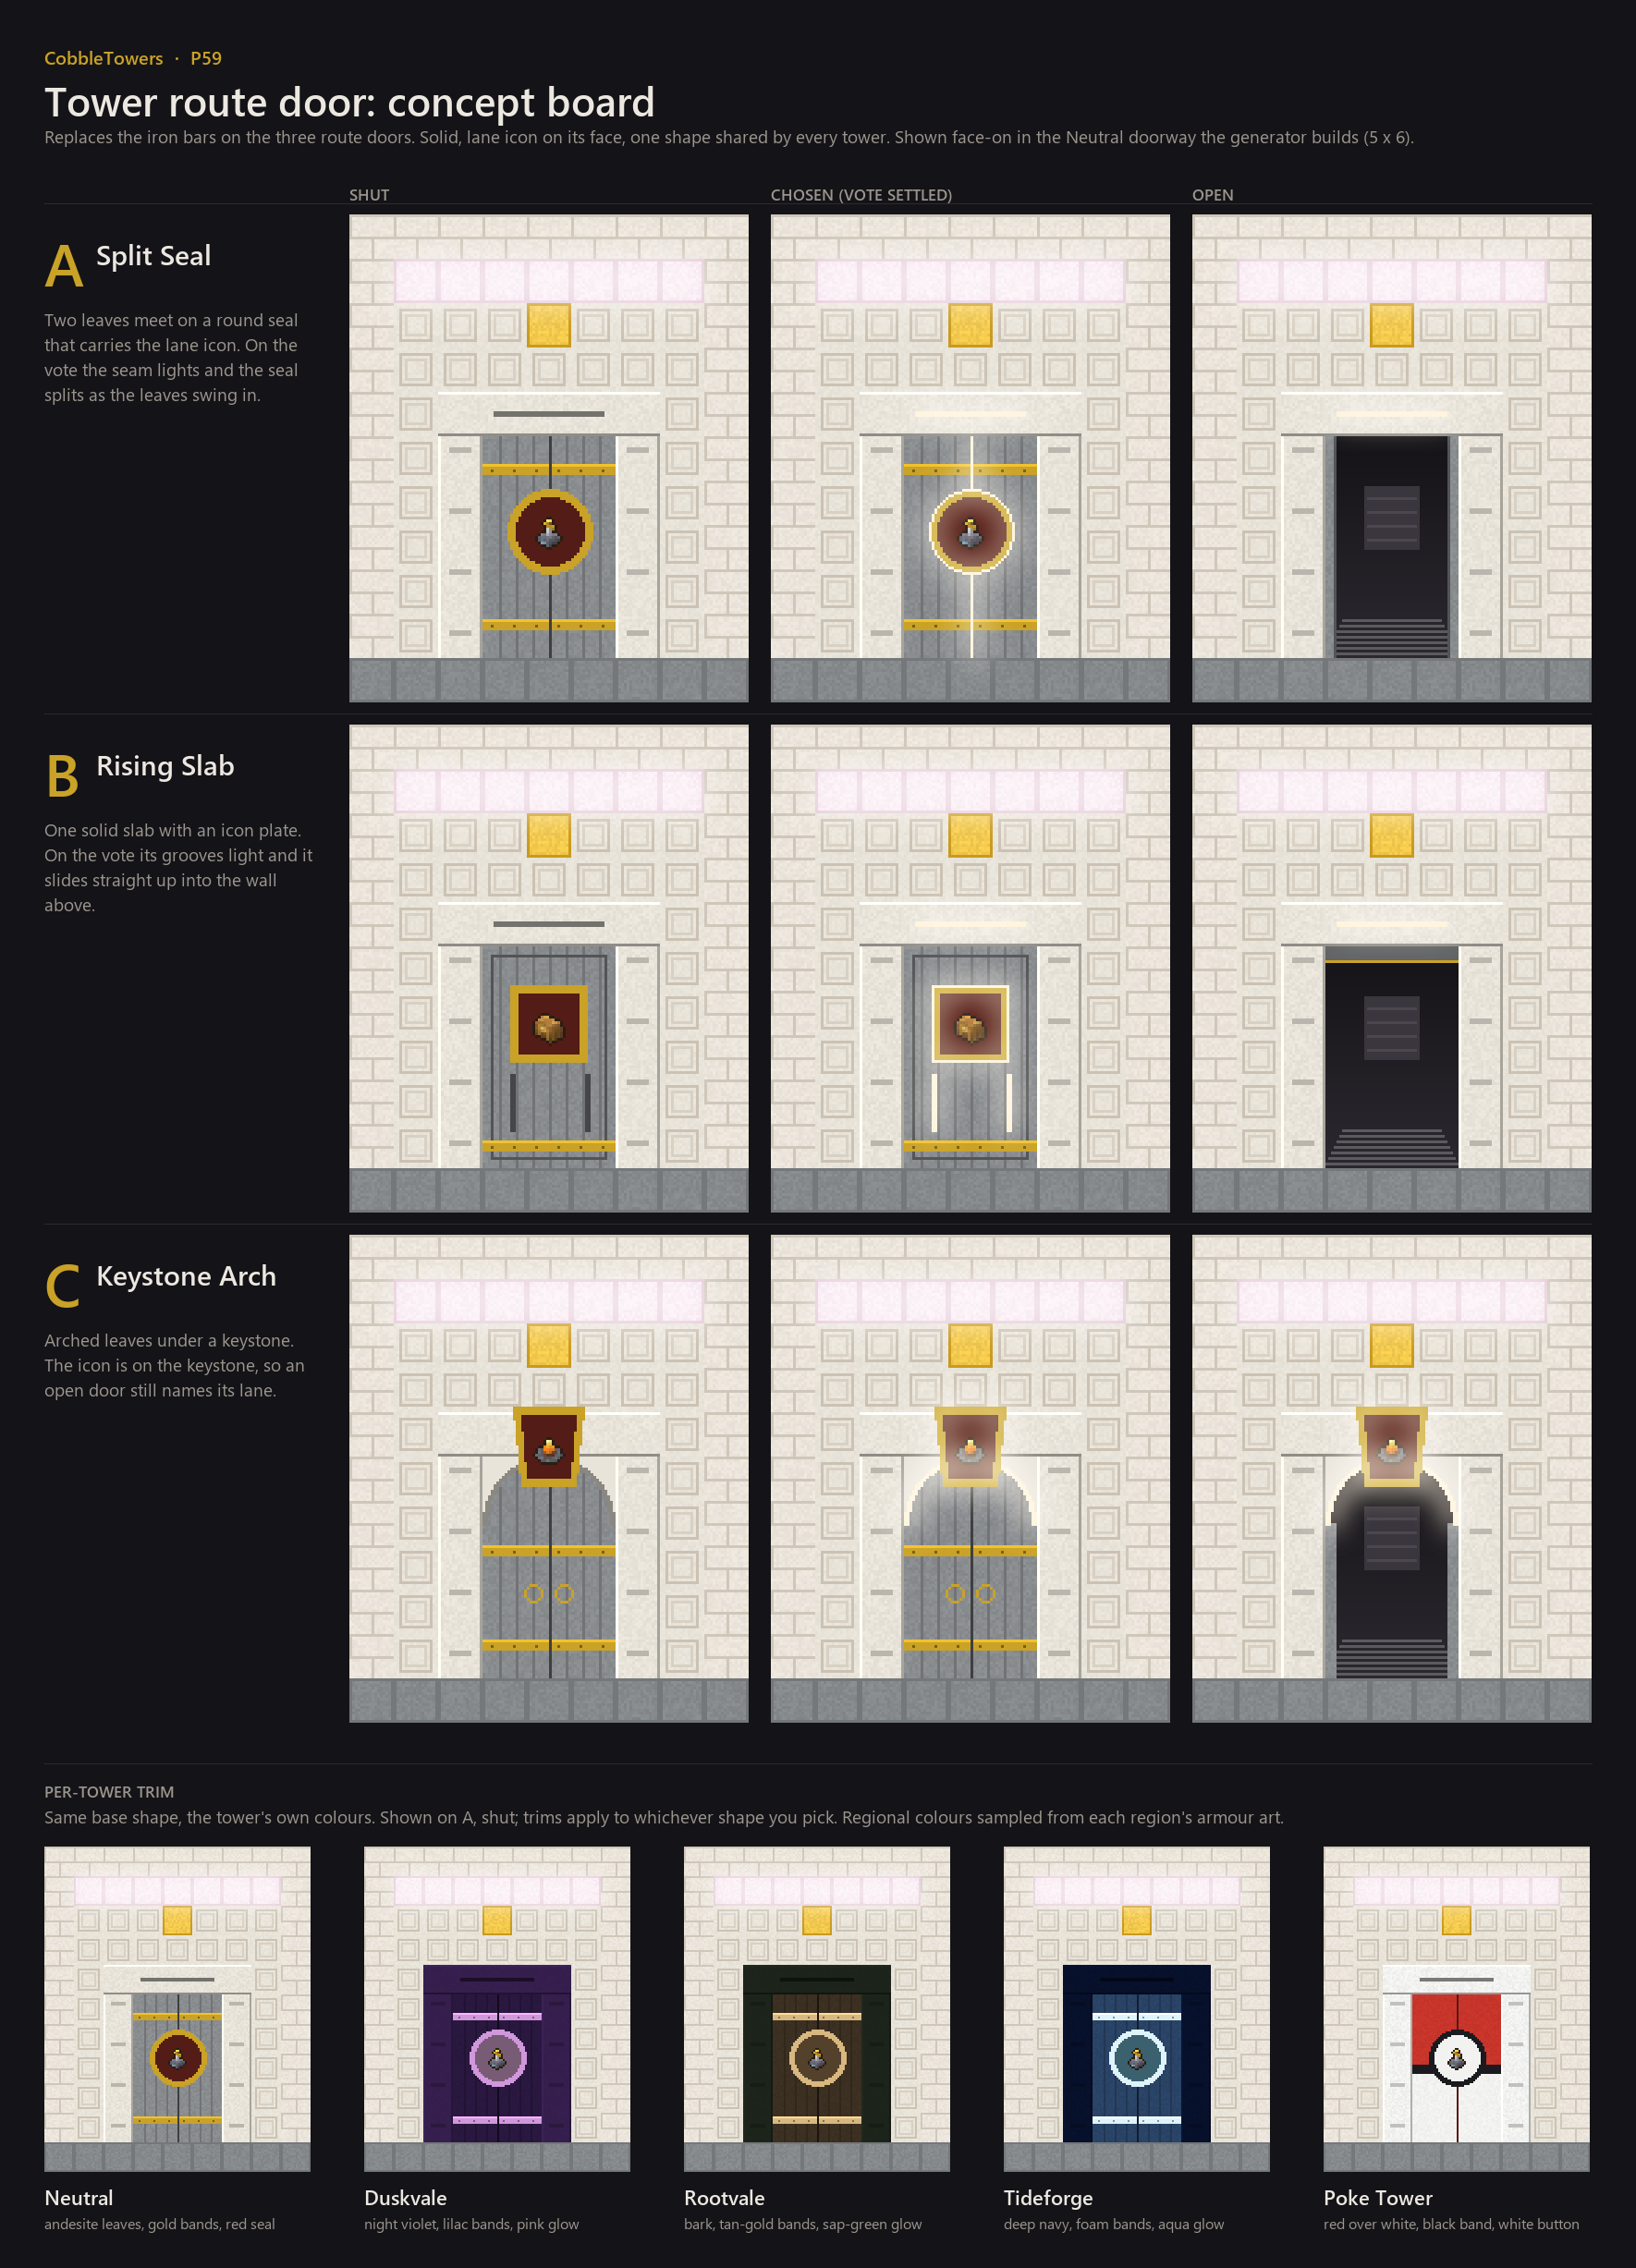 CobbleTowers · P59
Tower route door: concept board
Replaces the iron bars on the three route doors. Solid, lane icon on its face, one shape shared by every tower. Shown face-on in the Neutral doorway the generator builds (5 x 6).
SHUT
CHOSEN (VOTE SETTLED)
OPEN
A Split Seal
Two leaves meet on a round seal
that carries the lane icon. On the
vote the seam lights and the seal
splits as the leaves swing in.
B Rising Slab
One solid slab with an icon plate.
On the vote its grooves light and it
slides straight up into the wall
above.
C Keystone Arch
Arched leaves under a keystone.
The icon is on the keystone, so an
open door still names its lane.
PER-TOWER TRIM
Same base shape, the tower's own colours. Shown on A, shut; trims apply to whichever shape you pick. Regional colours sampled from each region's armour art.
Neutral
andesite leaves, gold bands, red seal
Duskvale
night violet, lilac bands, pink glow
Rootvale
bark, tan-gold bands, sap-green glow
Tideforge
deep navy, foam bands, aqua glow
Poke Tower
red over white, black band, white button